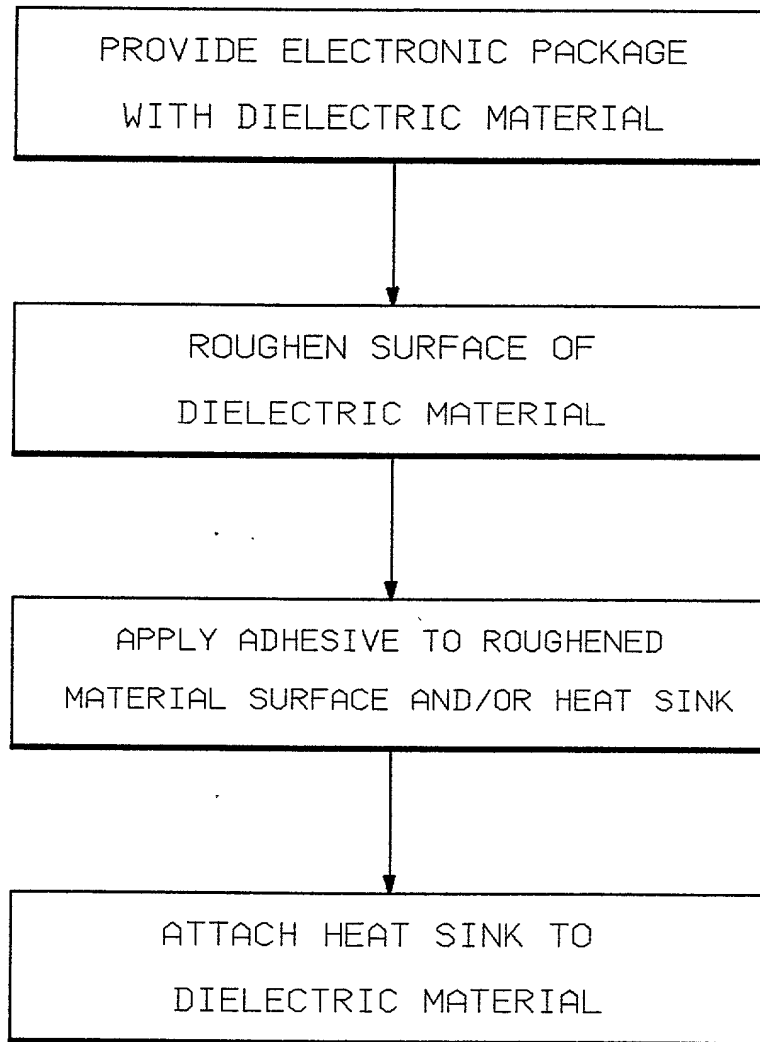 PROVIDE ELECTRONIC PACKAGE
WITH DIELECTRIC MATERIAL
ROUGHEN SURFACE OF
DIELECTRIC MATERIAL
APPLY ADHESIVE TO ROUGHENED
MATERIAL SURFACE AND/OR HEAT SINK
ATTACH HEAT SINK TO
DIELECTRIC MATERIAL